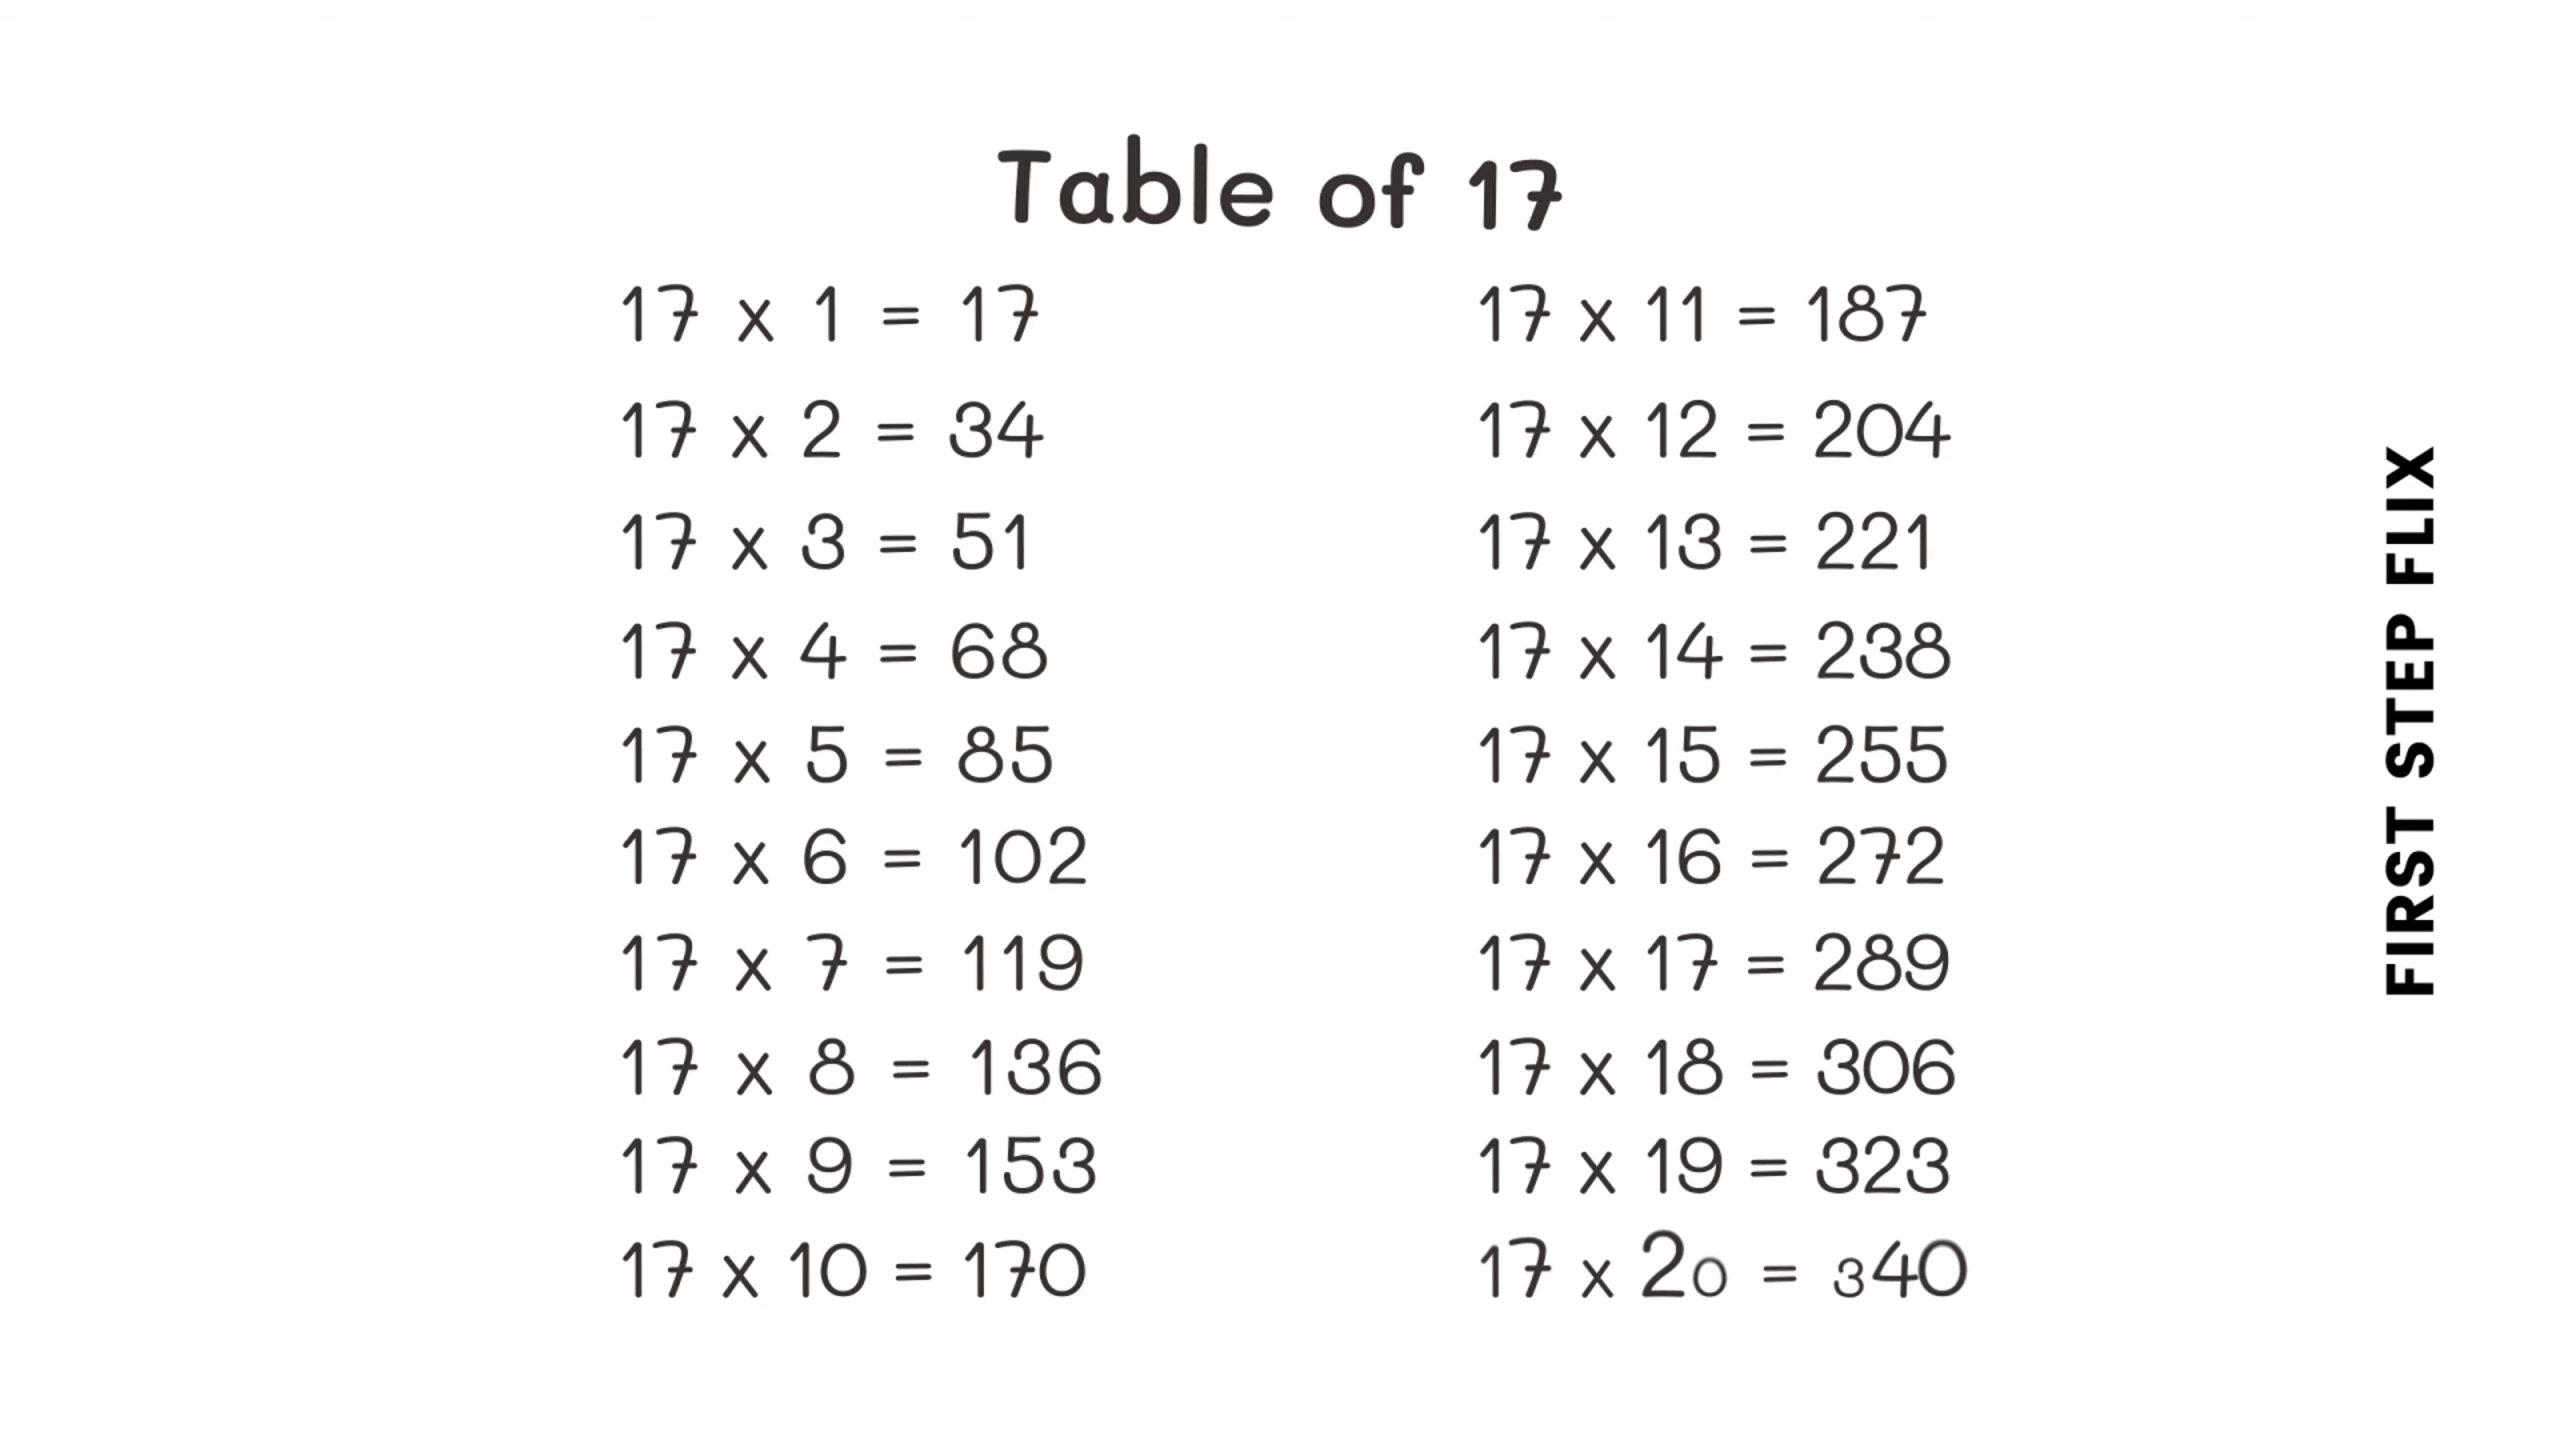 Table of 17
17 x 1 = 17
17 x 2 = 34
17 x 3 = 51
17 x 4 = 68
17 x 5 = 85
17 x 6 = 102
17 x 7 = 119
17 x 8 = 136
17 x 9 = 153
17 x 10 = 170
17 x 11 = 187
17 x 12 = 204
17 x 13 = 221
17 x 14 = 238
17 x 15 = 255
17 x 16 = 272
17 x 17 = 289
17 x 18 = 306
17 x 19 = 323
17 x 20 = 340
FIRST STEP FLIX